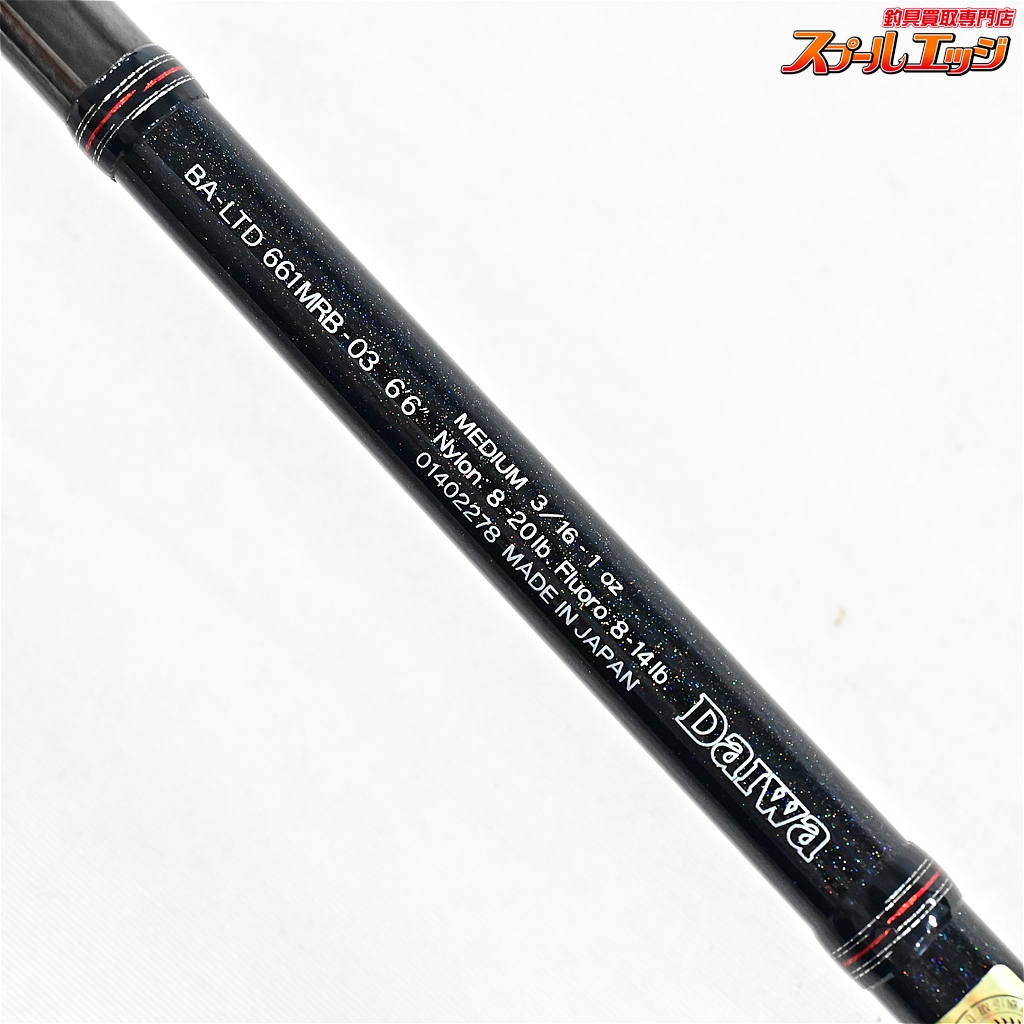 釣具買取専門店
スプールエッジ
BA-LTD 661MRB-03 6'6"
MEDIUM 3/16-1 oz
Nylon. 8-20lb. Fluoro. 8-14lb
01402278 MADE IN JAPAN
Daiwa